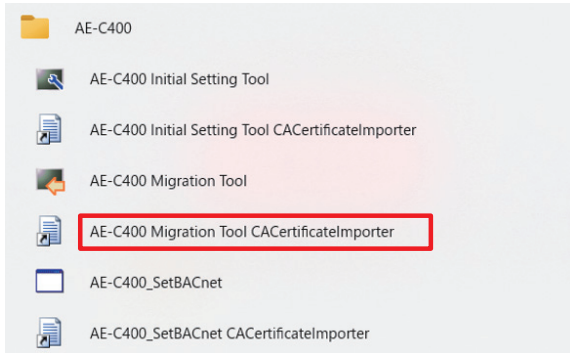 AE-C400
AE-C400 Initial Setting Tool
AE-C400 Initial Setting Tool CACertificateImporter
AE-C400 Migration Tool
AE-C400 Migration Tool CACertificateImporter
AE-C400_SetBACnet
AE-C400_SetBACnet CACertificateImporter